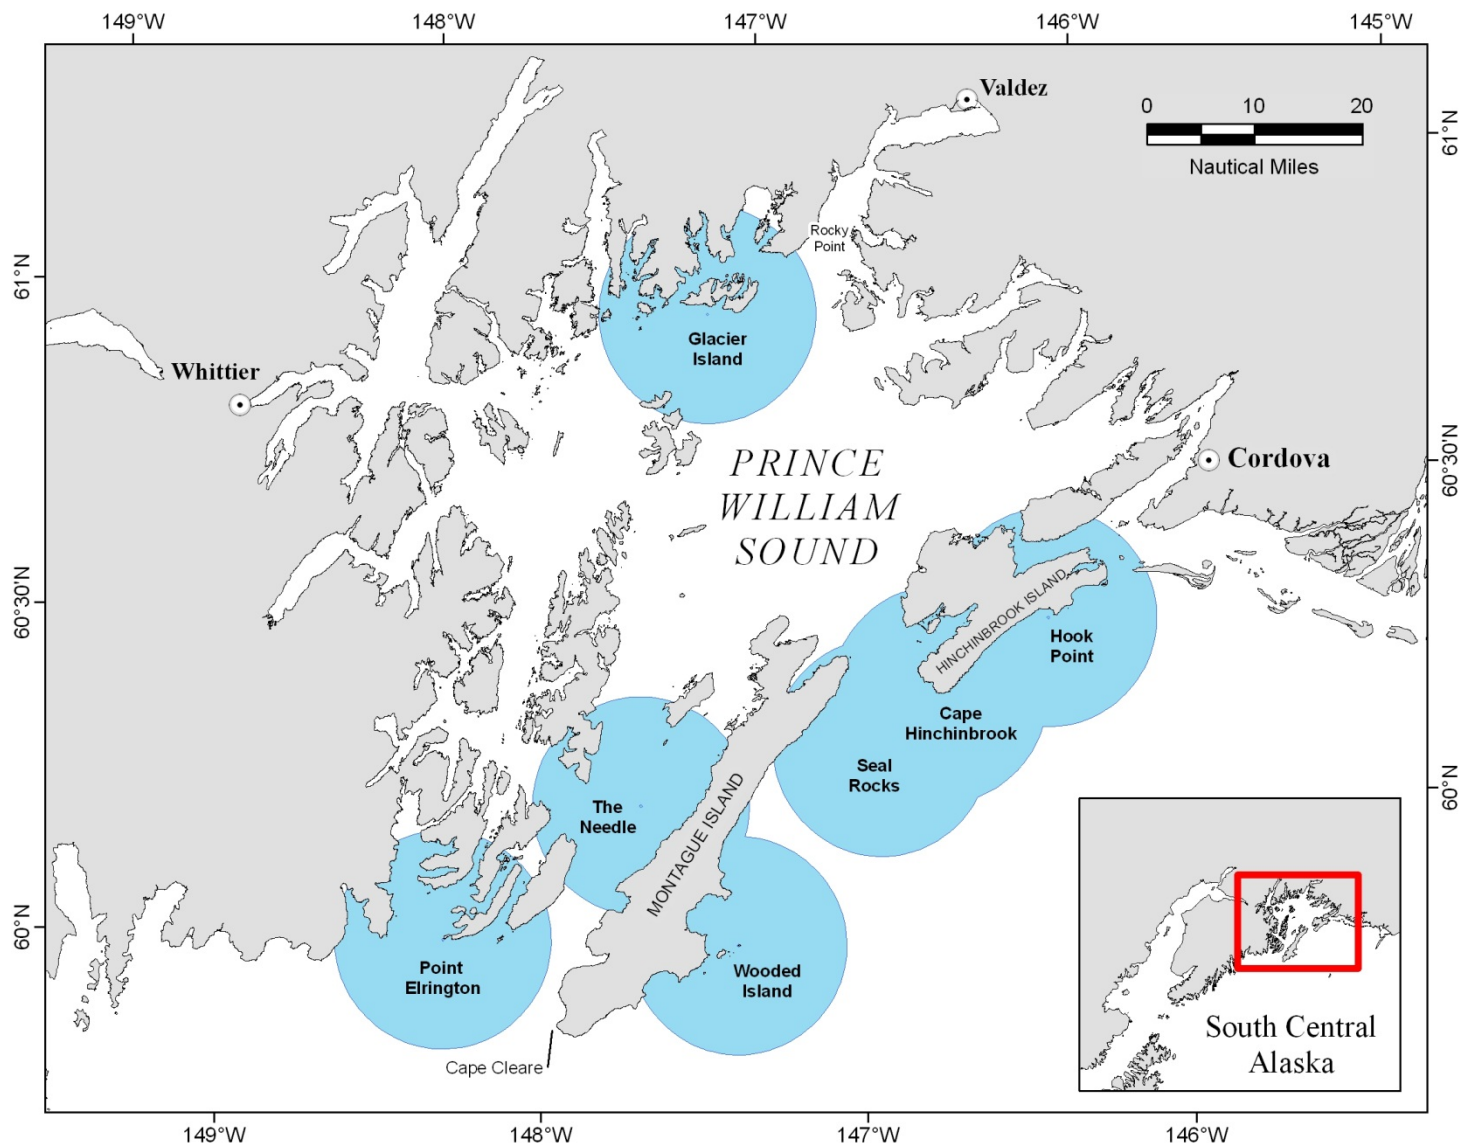 149°W
148°W
147°W
146°W
145°W
Valdez
0
10
20
Nautical Miles
61°N
61°N
Rocky
Point
Glacier
Island
Whittier
PRINCE
WILLIAM
SOUND
Cordova
60°30'N
60°30'N
HINCHINBROOK ISLAND
Hook
Point
Cape
Hinchinbrook
Seal
Rocks
60°N
The
Needle
MONTAGUE ISLAND
60°N
Point
Elrington
Wooded
Island
Cape Cleare
South Central
Alaska
149°W
148°W
147°W
146°W